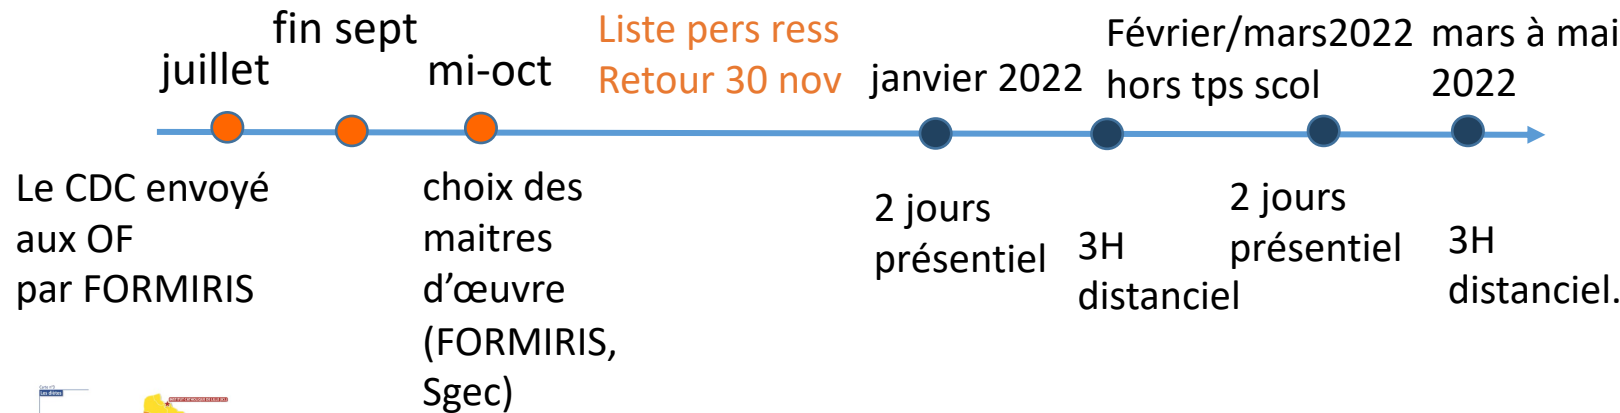 fin sept
juillet
mi-oct
Liste pers ress
Retour 30 nov
janvier 2022
Février/mars2022
hors tps scol
mars à mai
2022
Le CDC envoyé
aux OF
par FORMIRIS
choix des
maitres
d'œuvre
(FORMIRIS,
Sgec)
2 jours
présentiel
3H
distanciel
2 jours
présentiel
3H
distanciel.